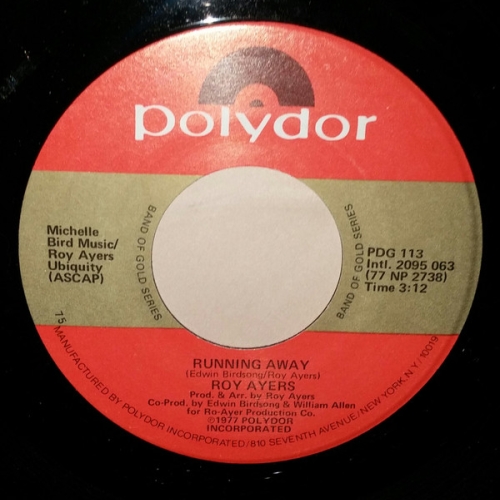 polydor
Michelle
Bird Music/
Roy Ayers
Ubiquity
(ASCAP)
BAND OF GOLD SERIES
BAND OF GOLD SERIES
PDG 113
Intl. 2095 063
(77 NP 2738)
Time 3:12
RUNNING AWAY
(Edwin Birdsong/Roy Ayers)
ROY AYERS
Prod. & Arr. by Roy Ayers
Co-Prod. by Edwin Birdsong & William Allen
for Ro-Ayer Production Co.
©1977 POLYDOR
INCORPORATED
75 MANUFACTURED BY POLYDOR INCORPORATED/810 SEVENTH AVENUE/NEW YORK, N.Y./10019